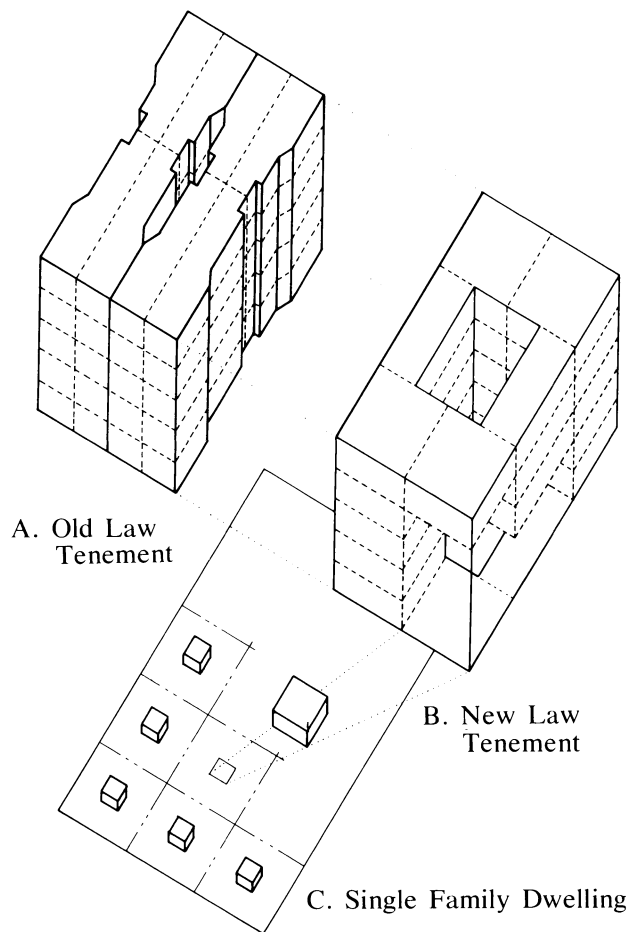 A. Old Law
Tenement
B. New Law
Tenement
C. Single Family Dwelling